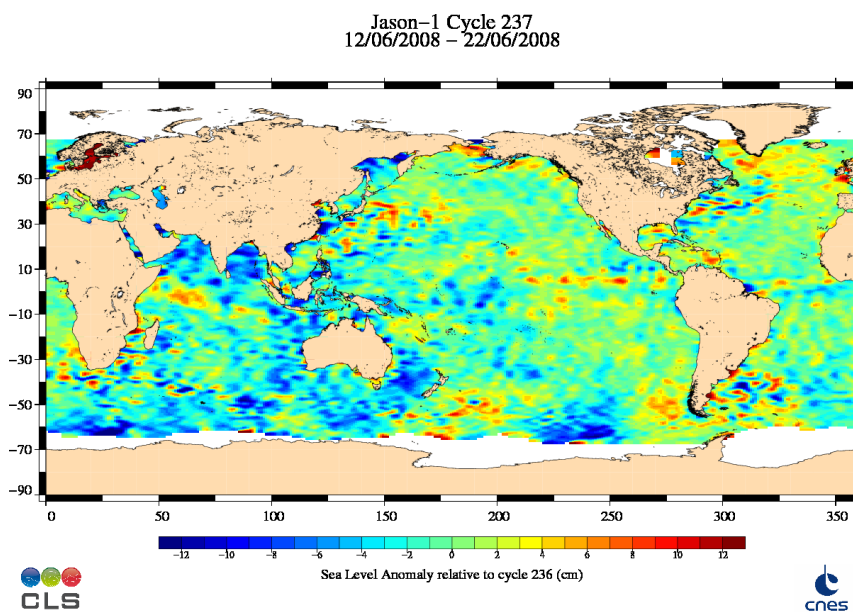 Jason-1 Cycle 237
12/06/2008 - 22/06/2008
90
70
50
30
10
-10
-30
-50
-70
-90
0 50 100 150 200 250 300 350
-12 -10 -8 -6 -4 -2 0 2 4 6 8 10 12
Sea Level Anomaly relative to cycle 236 (cm)
CLS
cnes